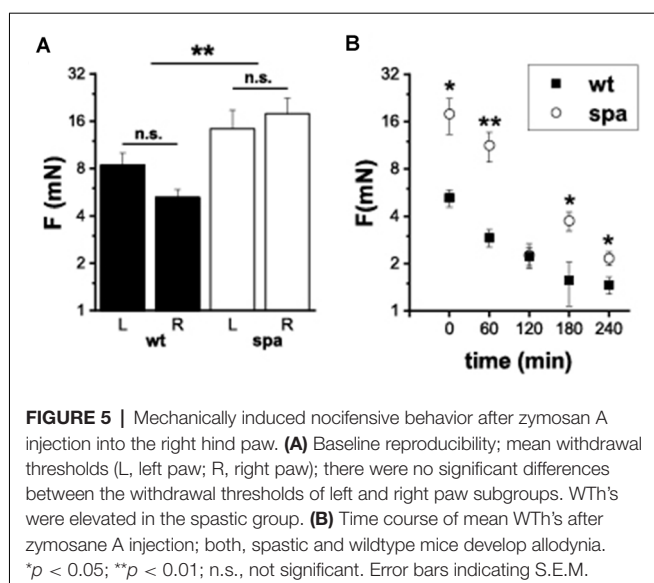 A
**
n.s.
n.s.
F (mN)
32
16
8
4
2
1
L R L R
wt spa
B
wt
spa
*
**
*
*
F(mN)
32
16
8
4
2
1
0 60 120 180 240
time (min)
FIGURE 5 | Mechanically induced nocifensive behavior after zymosan A
injection into the right hind paw. (A) Baseline reproducibility; mean withdrawal
thresholds (L, left paw; R, right paw); there were no significant differences
between the withdrawal thresholds of left and right paw subgroups. WTh's
were elevated in the spastic group. (B) Time course of mean WTh's after
zymosane A injection; both, spastic and wildtype mice develop allodynia.
*p < 0.05; **p < 0.01; n.s., not significant. Error bars indicating S.E.M.